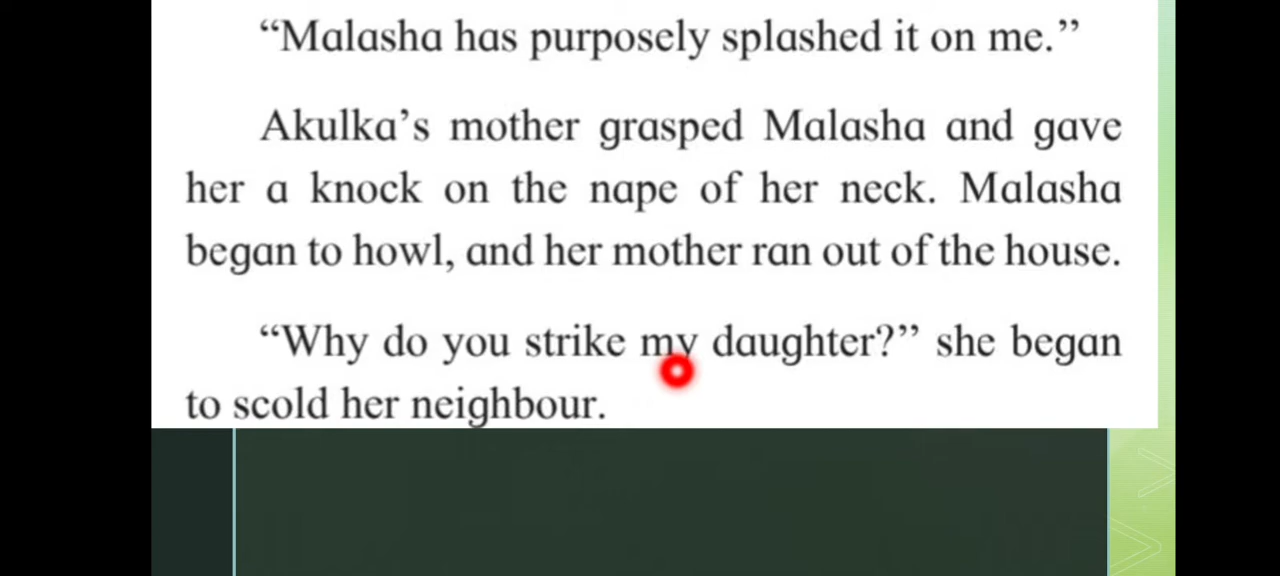 “Malasha has purposely splashed it on me.”
Akulka’s mother grasped Malasha and gave
her a knock on the nape of her neck. Malasha
began to howl, and her mother ran out of the house.
“Why do you strike my daughter?” she began
to scold her neighbour.